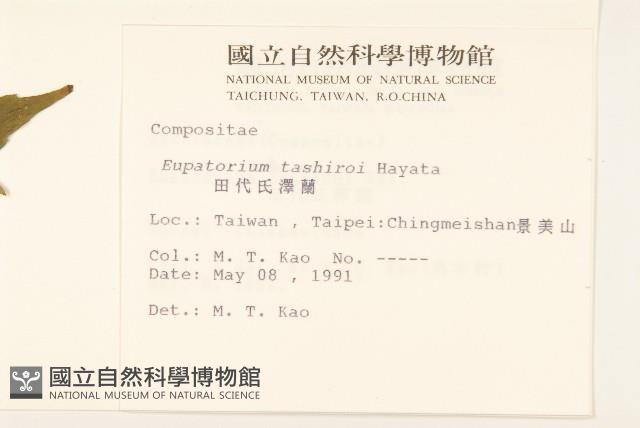 國立自然科學博物館
NATIONAL MUSEUM OF NATURAL SCIENCE
TAICHUNG, TAIWAN, R.O.CHINA
Compositae
Eupatorium tashiroi Hayata
田代氏澤蘭
Loc.: Taiwan , Taipei:Chingmeishan景美山
Col.: M. T. Kao No. -----
Date: May 08 , 1991
Det.: M. T. Kao
國立自然科學博物館
NATIONAL MUSEUM OF NATURAL SCIENCE